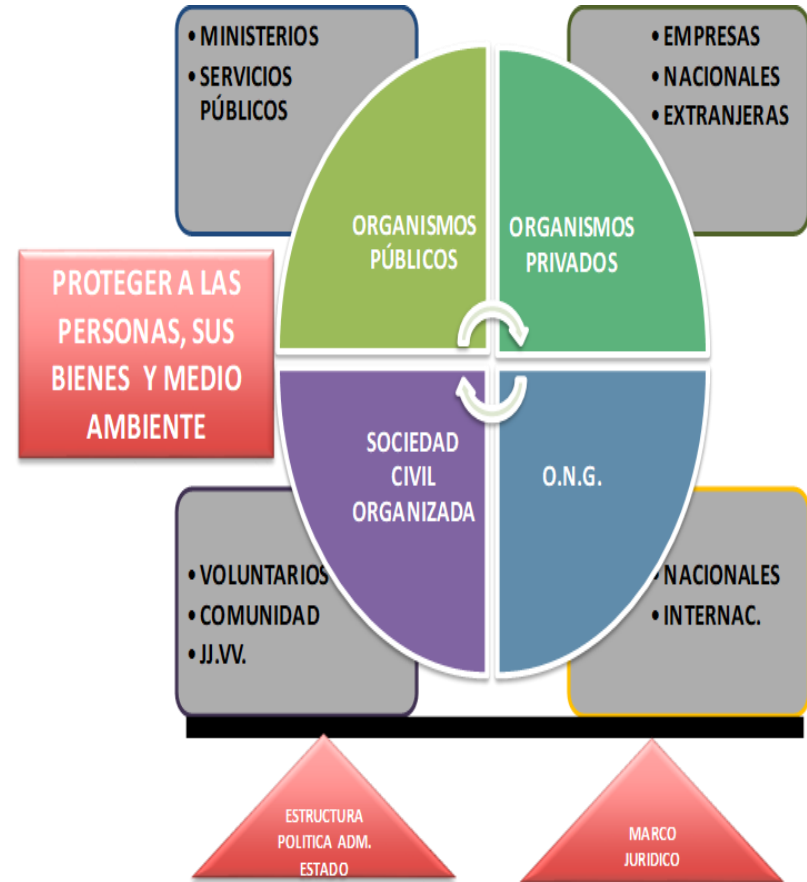 • MINISTERIOS
• SERVICIOS
PÚBLICOS
• EMPRESAS
• NACIONALES
• EXTRANJERAS
ORGANISMOS
PÚBLICOS
ORGANISMOS
PRIVADOS
PROTEGER A LAS
PERSONAS, SUS
BIENES Y MEDIO
AMBIENTE
SOCIEDAD
CIVIL
ORGANIZADA
O.N.G.
• VOLUNTARIOS
• COMUNIDAD
• JJ.VV.
• NACIONALES
• INTERNAC.
ESTRUCTURA
POLITICA ADM.
ESTADO
MARCO
JURIDICO